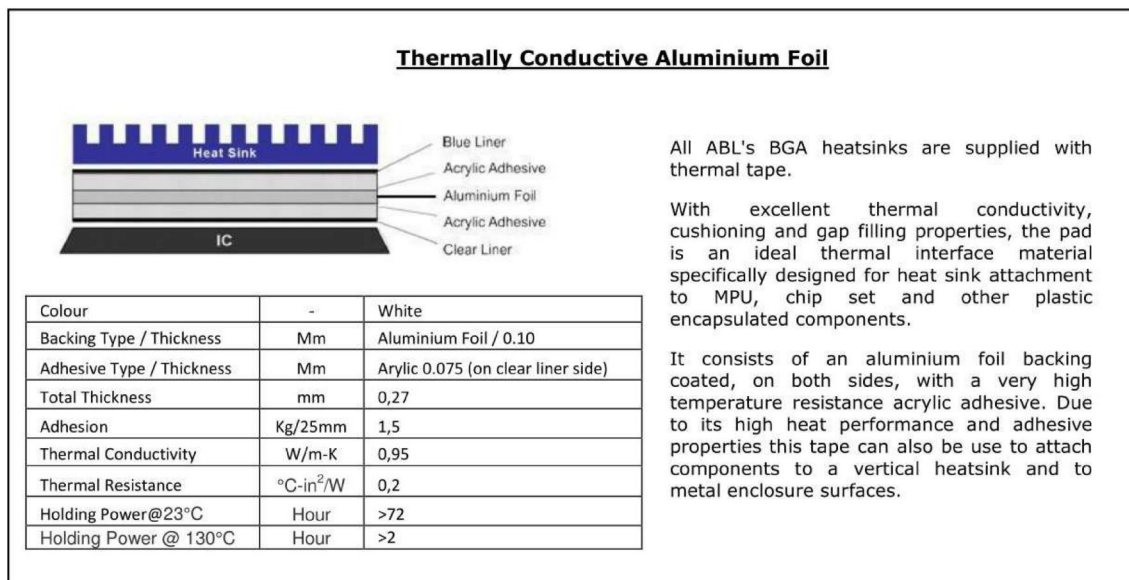 Thermally Conductive Aluminium Foil
Heat Sink
Blue Liner
Acrylic Adhesive
Aluminium Foil
Acrylic Adhesive
Clear Liner
IC
Colour - White
Backing Type / Thickness Mm Aluminium Foil / 0.10
Adhesive Type / Thickness Mm Arylic 0.075 (on clear liner side)
Total Thickness mm 0,27
Adhesion Kg/25mm 1,5
Thermal Conductivity W/m-K 0,95
Thermal Resistance °C-in²/W 0,2
Holding Power@23°C Hour >72
Holding Power @ 130°C Hour >2
All ABL's BGA heatsinks are supplied with
thermal tape.
With excellent thermal conductivity,
cushioning and gap filling properties, the pad
is an ideal thermal interface material
specifically designed for heat sink attachment
to MPU, chip set and other plastic
encapsulated components.
It consists of an aluminium foil backing
coated, on both sides, with a very high
temperature resistance acrylic adhesive. Due
to its high heat performance and adhesive
properties this tape can also be use to attach
components to a vertical heatsink and to
metal enclosure surfaces.